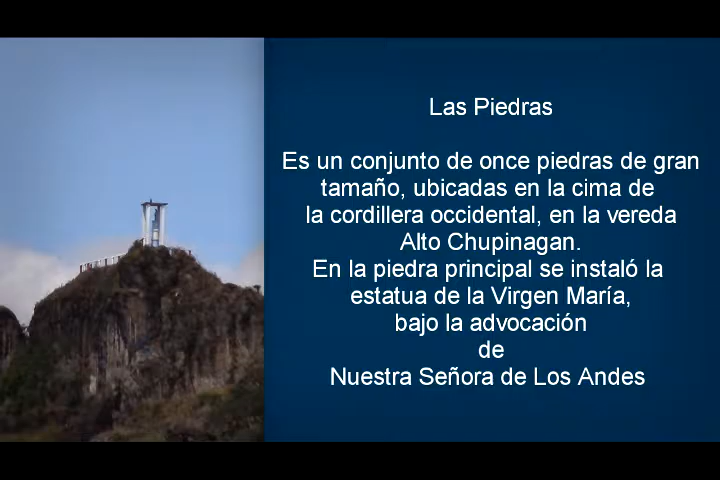 Las Piedras
Es un conjunto de once piedras de gran
tamaño, ubicadas en la cima de
la cordillera occidental, en la vereda
Alto Chupinagan.
En la piedra principal se instaló la
estatua de la Virgen María,
bajo la advocación
de
Nuestra Señora de Los Andes